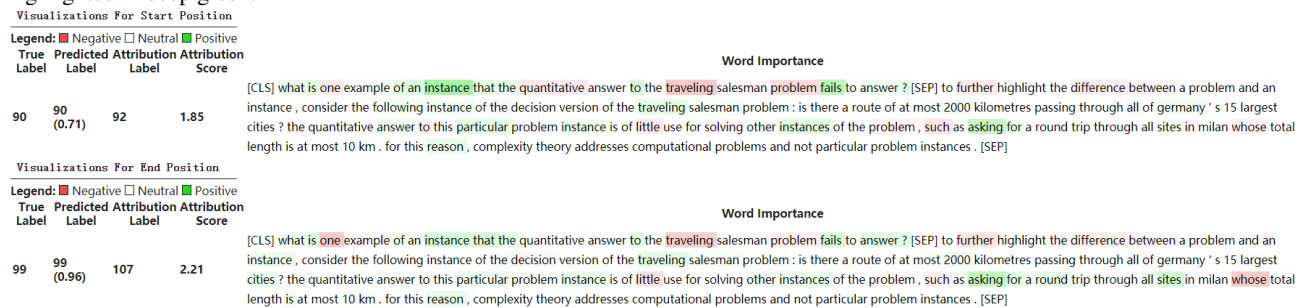 Visualizations For Start Position
Legend: Negative Neutral Positive
True Label Predicted Label Attribution Label Attribution Score Word Importance
90 90 (0.71) 92 1.85
[CLS] what is one example of an instance that the quantitative answer to the traveling salesman problem fails to answer ? [SEP] to further highlight the difference between a problem and an
instance , consider the following instance of the decision version of the traveling salesman problem : is there a route of at most 2000 kilometres passing through all of germany ' s 15 largest
cities ? the quantitative answer to this particular problem instance is of little use for solving other instances of the problem , such as asking for a round trip through all sites in milan whose total
length is at most 10 km . for this reason , complexity theory addresses computational problems and not particular problem instances . [SEP]
Visualizations For End Position
Legend: Negative Neutral Positive
True Label Predicted Label Attribution Label Attribution Score Word Importance
99 99 (0.96) 107 2.21
[CLS] what is one example of an instance that the quantitative answer to the traveling salesman problem fails to answer ? [SEP] to further highlight the difference between a problem and an
instance , consider the following instance of the decision version of the traveling salesman problem : is there a route of at most 2000 kilometres passing through all of germany ' s 15 largest
cities ? the quantitative answer to this particular problem instance is of little use for solving other instances of the problem , such as asking for a round trip through all sites in milan whose total
length is at most 10 km . for this reason , complexity theory addresses computational problems and not particular problem instances . [SEP]